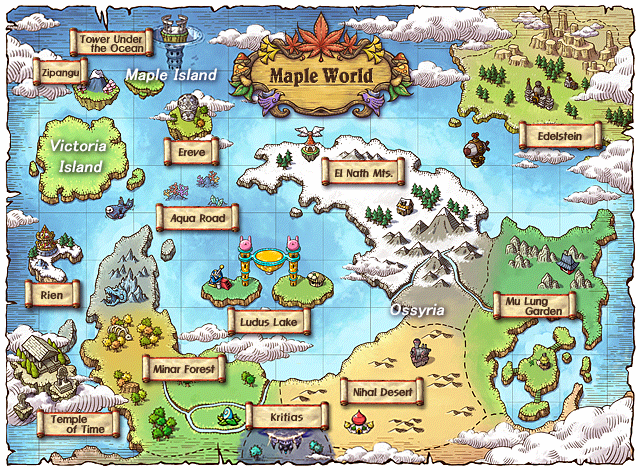 Tower Under
the Ocean
Maple World
Zipangu
Maple Island
Edelstein
Victoria
Island
Ereve
El Nath Mts.
Aqua Road
Rien
Ossyria
Mu Lung
Garden
Ludus Lake
Minar Forest
Nihal Desert
Temple
of Time
Kritias